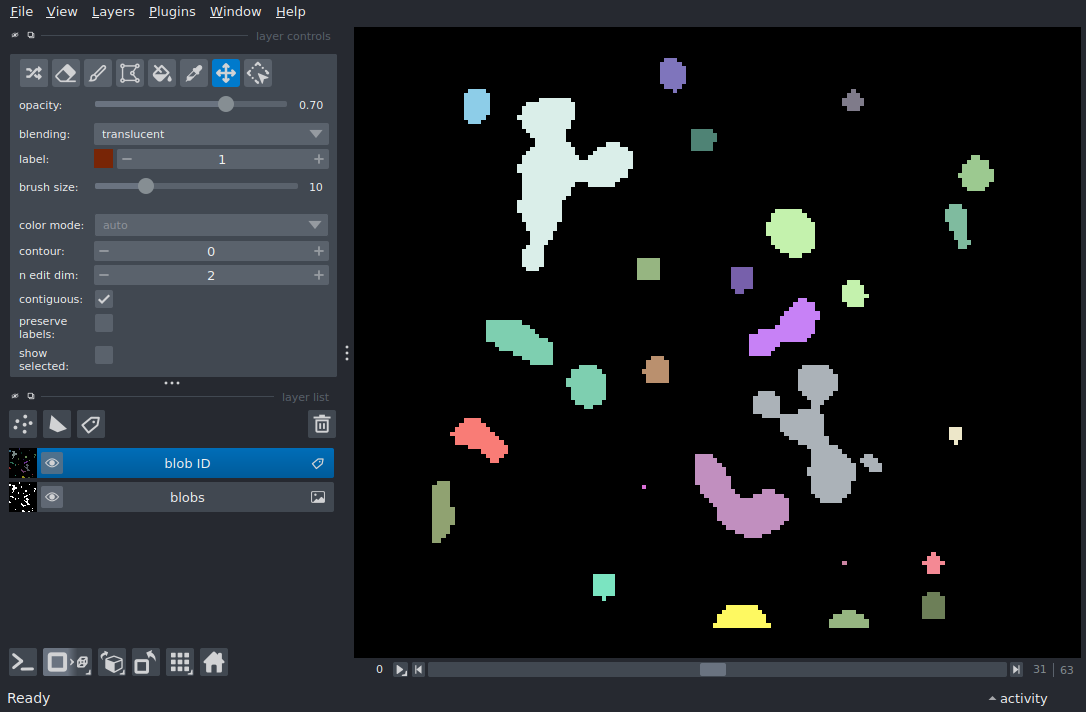 File View Layers Plugins Window Help
layer controls
opacity: 0.70
blending: translucent
label: 1
brush size: 10
color mode: auto
contour: 0
n edit dim: 2
contiguous:
preserve
labels:
show
selected:
layer list
blob ID
blobs
0 31 | 63
Ready activity